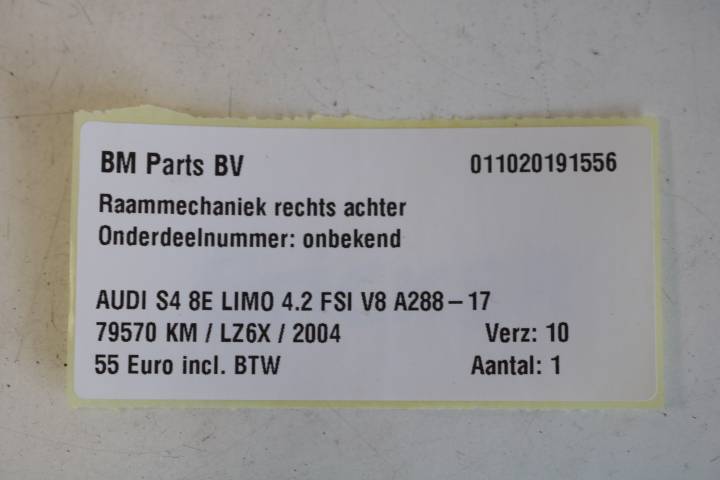 BM Parts BV 011020191556
Raammechaniek rechts achter
Onderdeelnummer: onbekend
AUDI S4 8E LIMO 4.2 FSI V8 A288 – 17
79570 KM / LZ6X / 2004 Verz: 10
55 Euro incl. BTW Aantal: 1